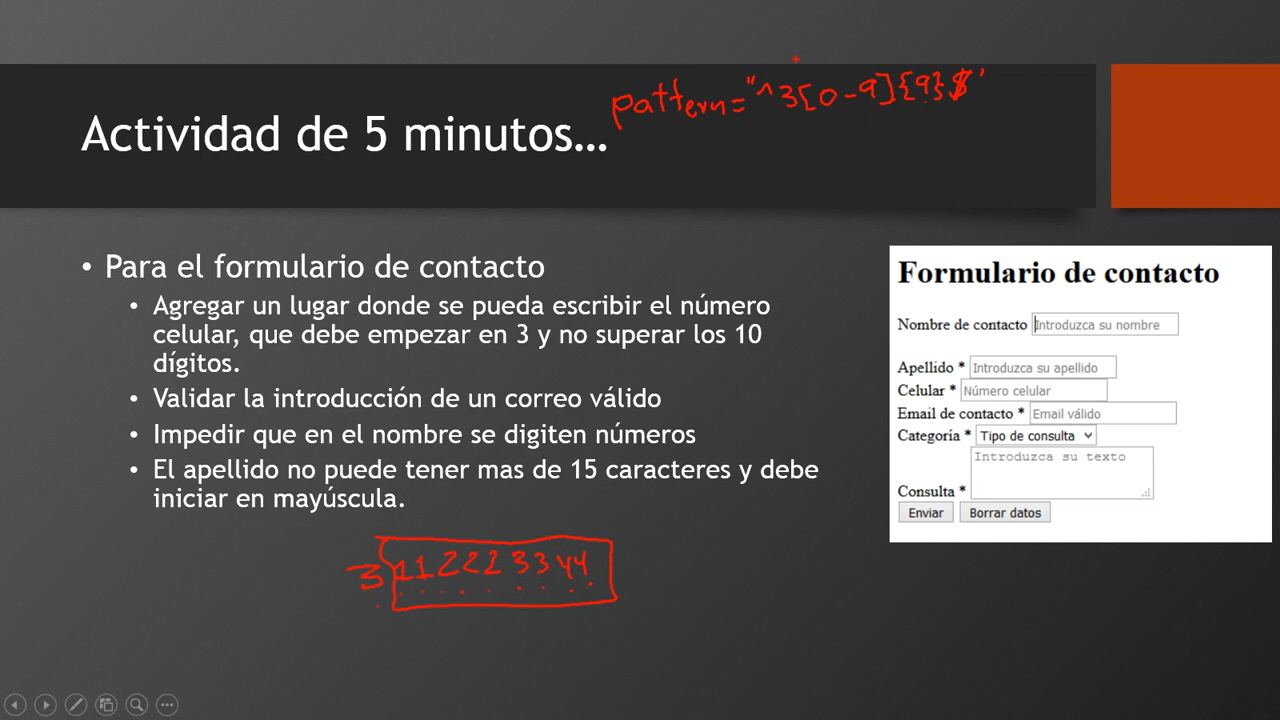 pattern="^3[0-9]{9}$"
Actividad de 5 minutos...
• Para el formulario de contacto
• Agregar un lugar donde se pueda escribir el número
celular, que debe empezar en 3 y no superar los 10
dígitos.
• Validar la introducción de un correo válido
• Impedir que en el nombre se digiten números
• El apellido no puede tener mas de 15 caracteres y debe
iniciar en mayúscula.
3 112223344
Formulario de contacto
Nombre de contacto Introduzca su nombre
Apellido * Introduzca su apellido
Celular * Número celular
Email de contacto * Email válido
Categoría * Tipo de consulta
Introduzca su texto
Consulta *
Enviar Borrar datos